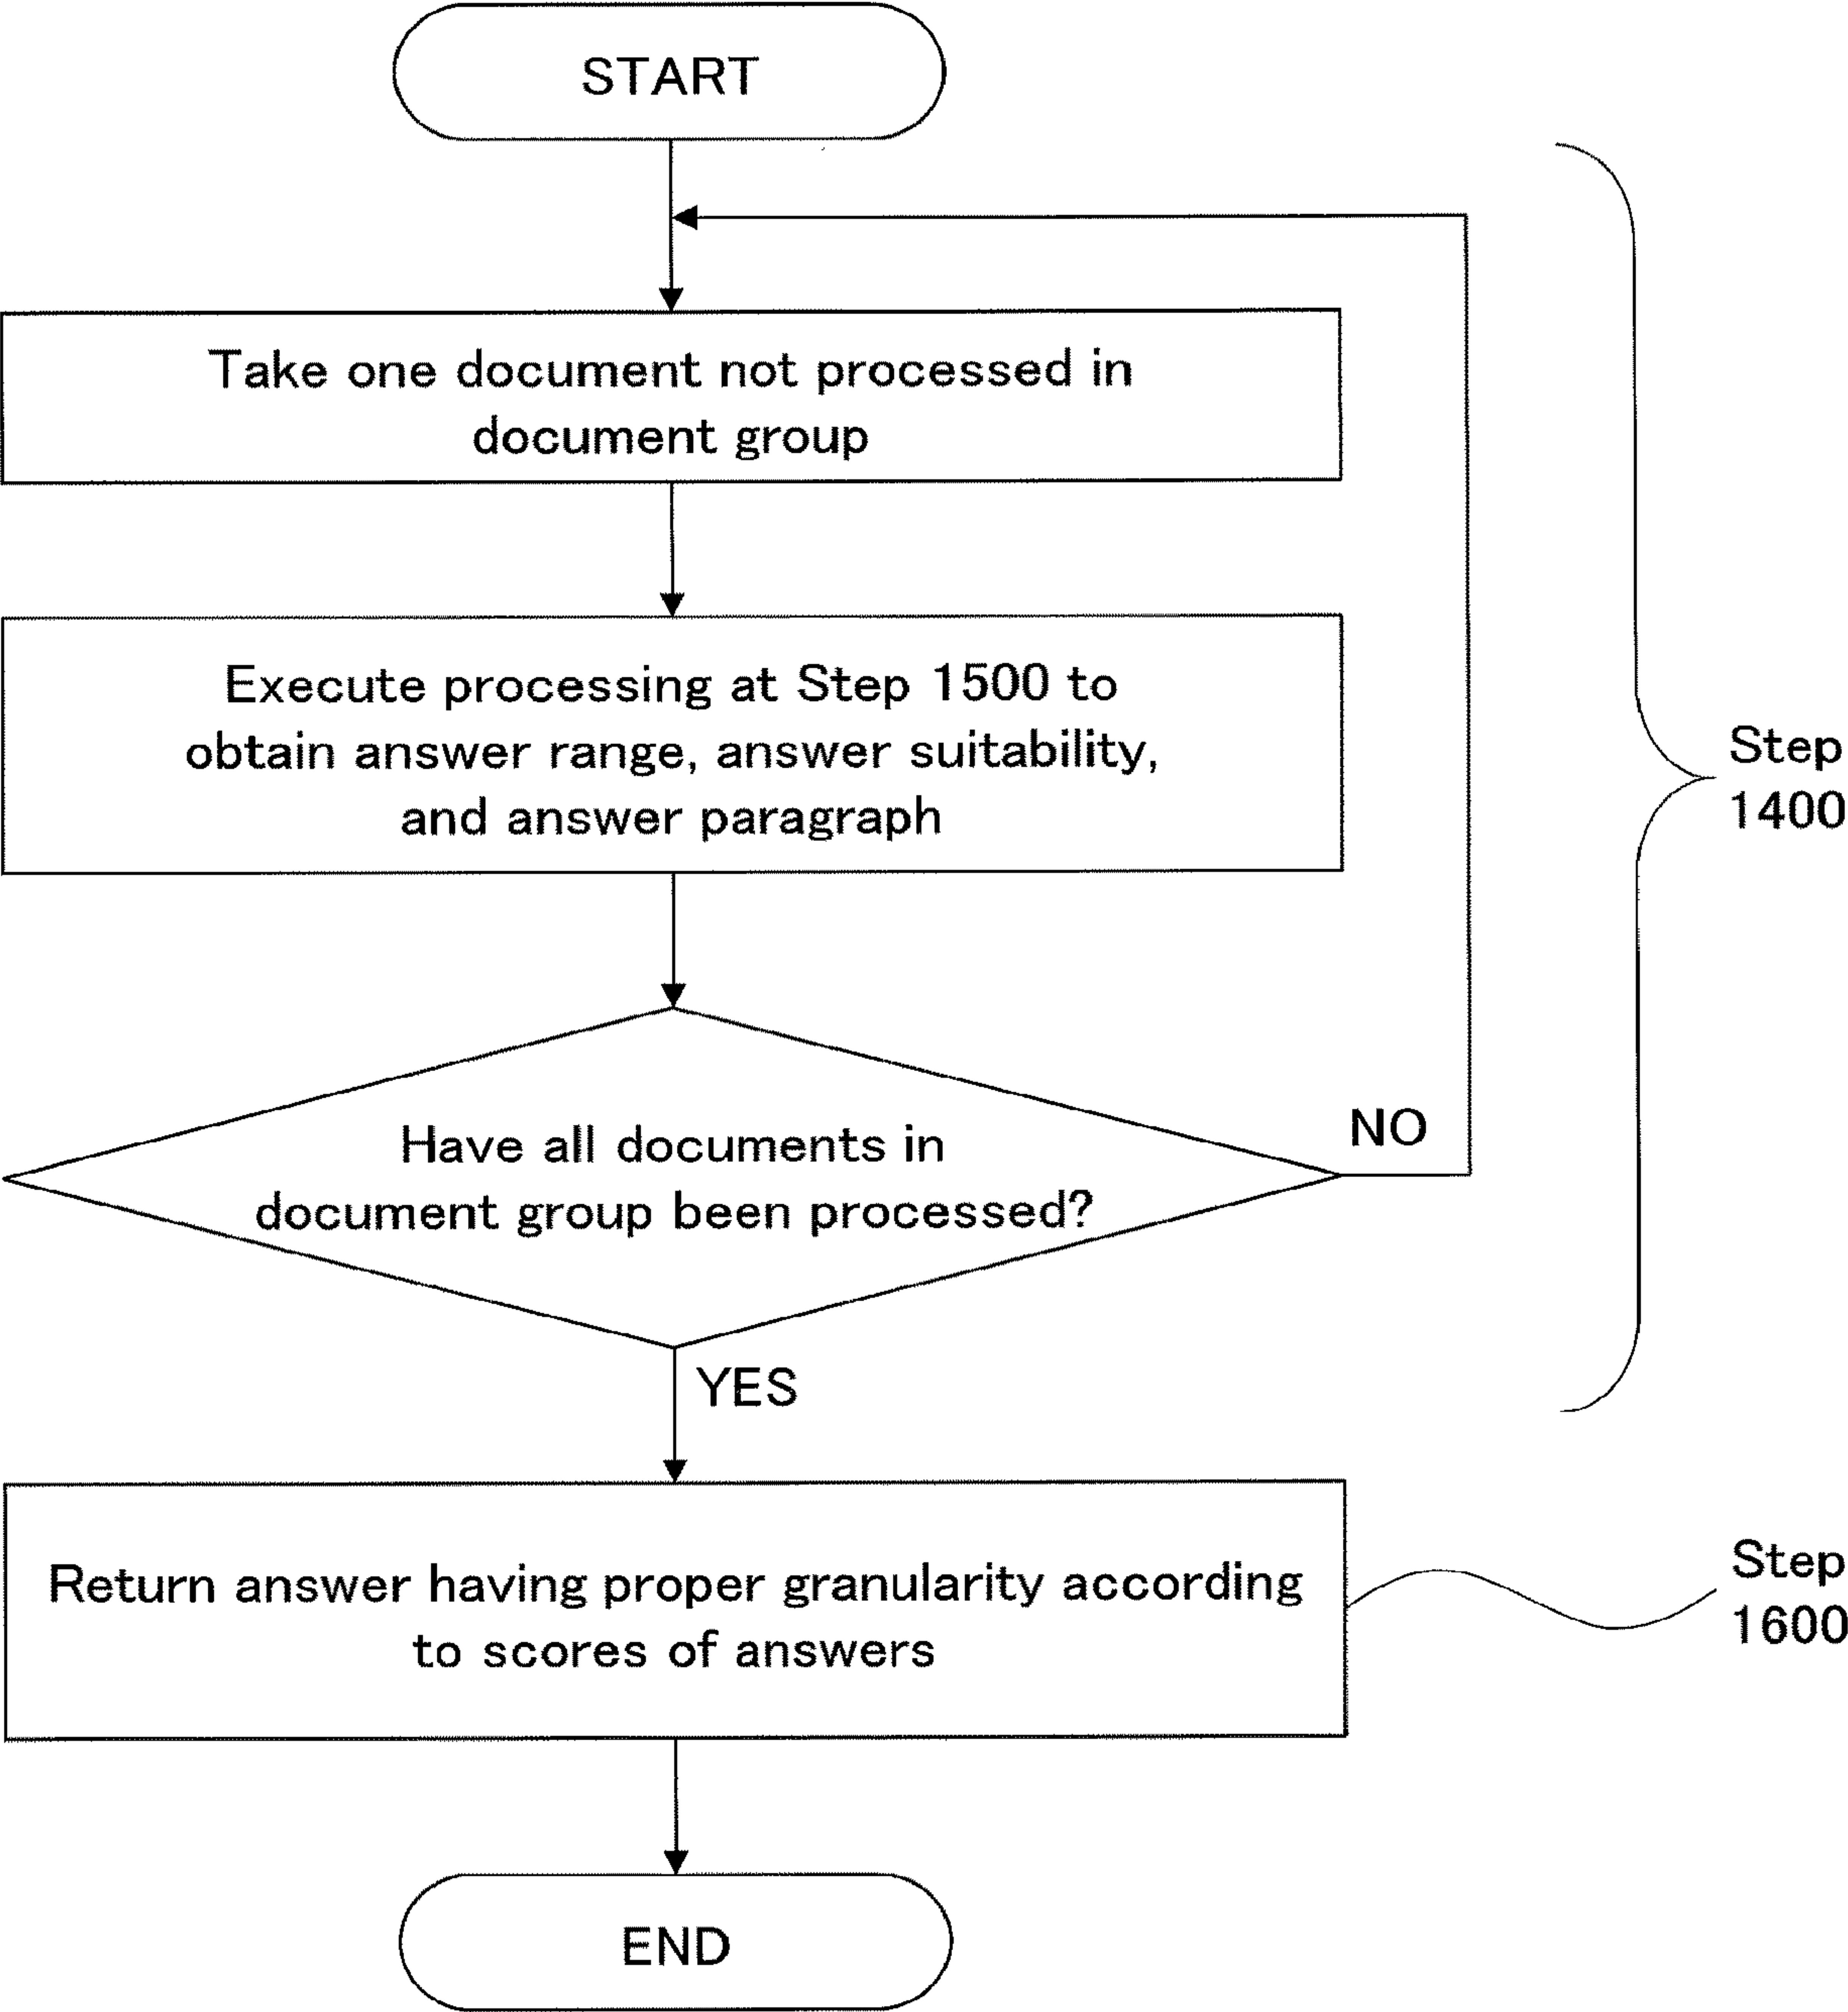 START
Take one document not processed in
document group
Execute processing at Step 1500 to
obtain answer range, answer suitability,
and answer paragraph
Step
1400
Have all documents in
document group been processed?
NO
YES
Return answer having proper granularity according
to scores of answers
Step
1600
END